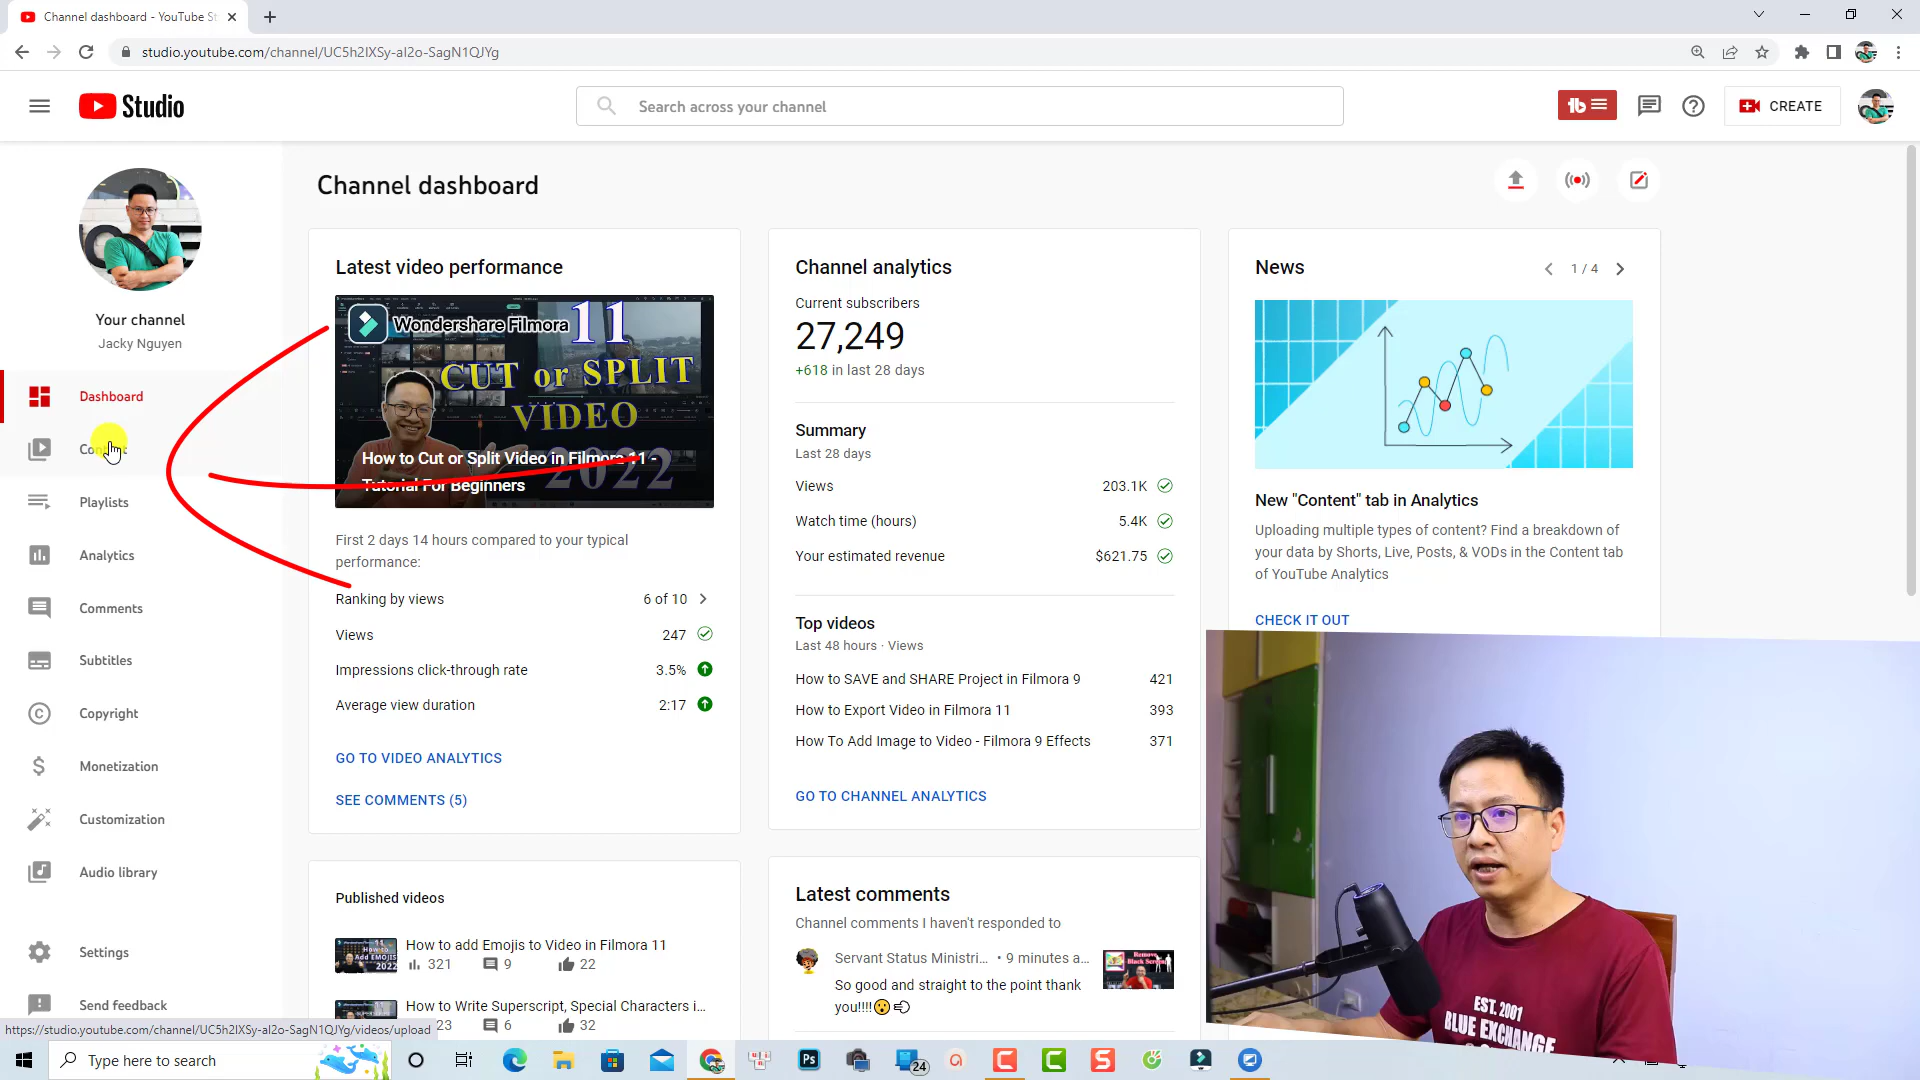 Channel dashboard - YouTube St
studio.youtube.com/channel/UC5h2IXSy-aI2o-SagN1QJYg
Studio
Search across your channel
CREATE
Your channel
Jacky Nguyen
Dashboard
Playlists
Analytics
Comments
Subtitles
Copyright
Monetization
Customization
Audio library
Settings
Send feedback
Channel dashboard
Latest video performance
Wondershare Filmora 11
CUT or SPLIT
VIDEO
2022
How to Cut or Split Video in Filmora 11 -
Tutorial For Beginners
First 2 days 14 hours compared to your typical
performance:
Ranking by views 6 of 10
Views 247
Impressions click-through rate 3.5%
Average view duration 2:17
GO TO VIDEO ANALYTICS
SEE COMMENTS (5)
Published videos
11
How to
Add EMOJIS
2022
How to add Emojis to Video in Filmora 11
321 9 22
How to Write Superscript, Special Characters i...
23 6 32
Channel analytics
Current subscribers
27,249
+618 in last 28 days
Summary
Last 28 days
Views 203.1K
Watch time (hours) 5.4K
Your estimated revenue $621.75
Top videos
Last 48 hours · Views
How to SAVE and SHARE Project in Filmora 9 421
How to Export Video in Filmora 11 393
How To Add Image to Video - Filmora 9 Effects 371
GO TO CHANNEL ANALYTICS
Latest comments
Channel comments I haven't responded to
Servant Status Ministri... • 9 minutes a...
So good and straight to the point thank
you!!!!😮💨
Remove
Black Screen
News
1 / 4
New "Content" tab in Analytics
Uploading multiple types of content? Find a breakdown of
your data by Shorts, Live, Posts, & VODs in the Content tab
of YouTube Analytics
CHECK IT OUT
EST. 2001
BLUE EXCHANGE
https://studio.youtube.com/channel/UC5h2IXSy-aI2o-SagN1QJYg/videos/upload
Type here to search
Ps
24